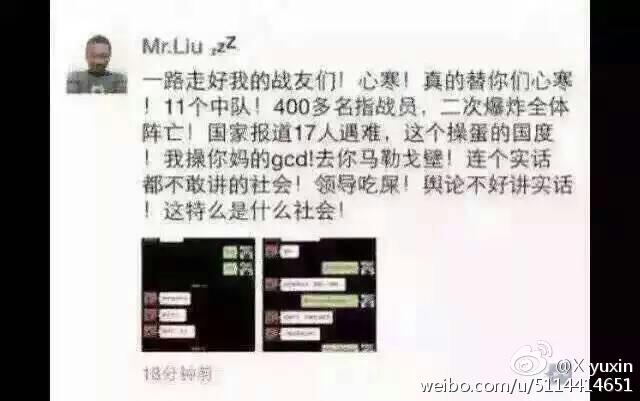 Mr.Liu zzZ
一路走好我的战友们！心寒！真的替你们心寒
！11个中队！400多名指战员，二次爆炸全体
阵亡！国家报道17人遇难，这个操蛋的国度
！我操你妈的gcd!去你马勒戈壁！连个实话
都不敢讲的社会！领导吃屎！舆论不好讲实话
！这特么是什么社会！
18分钟前
@X_yuxin
weibo.com/u/5114414651